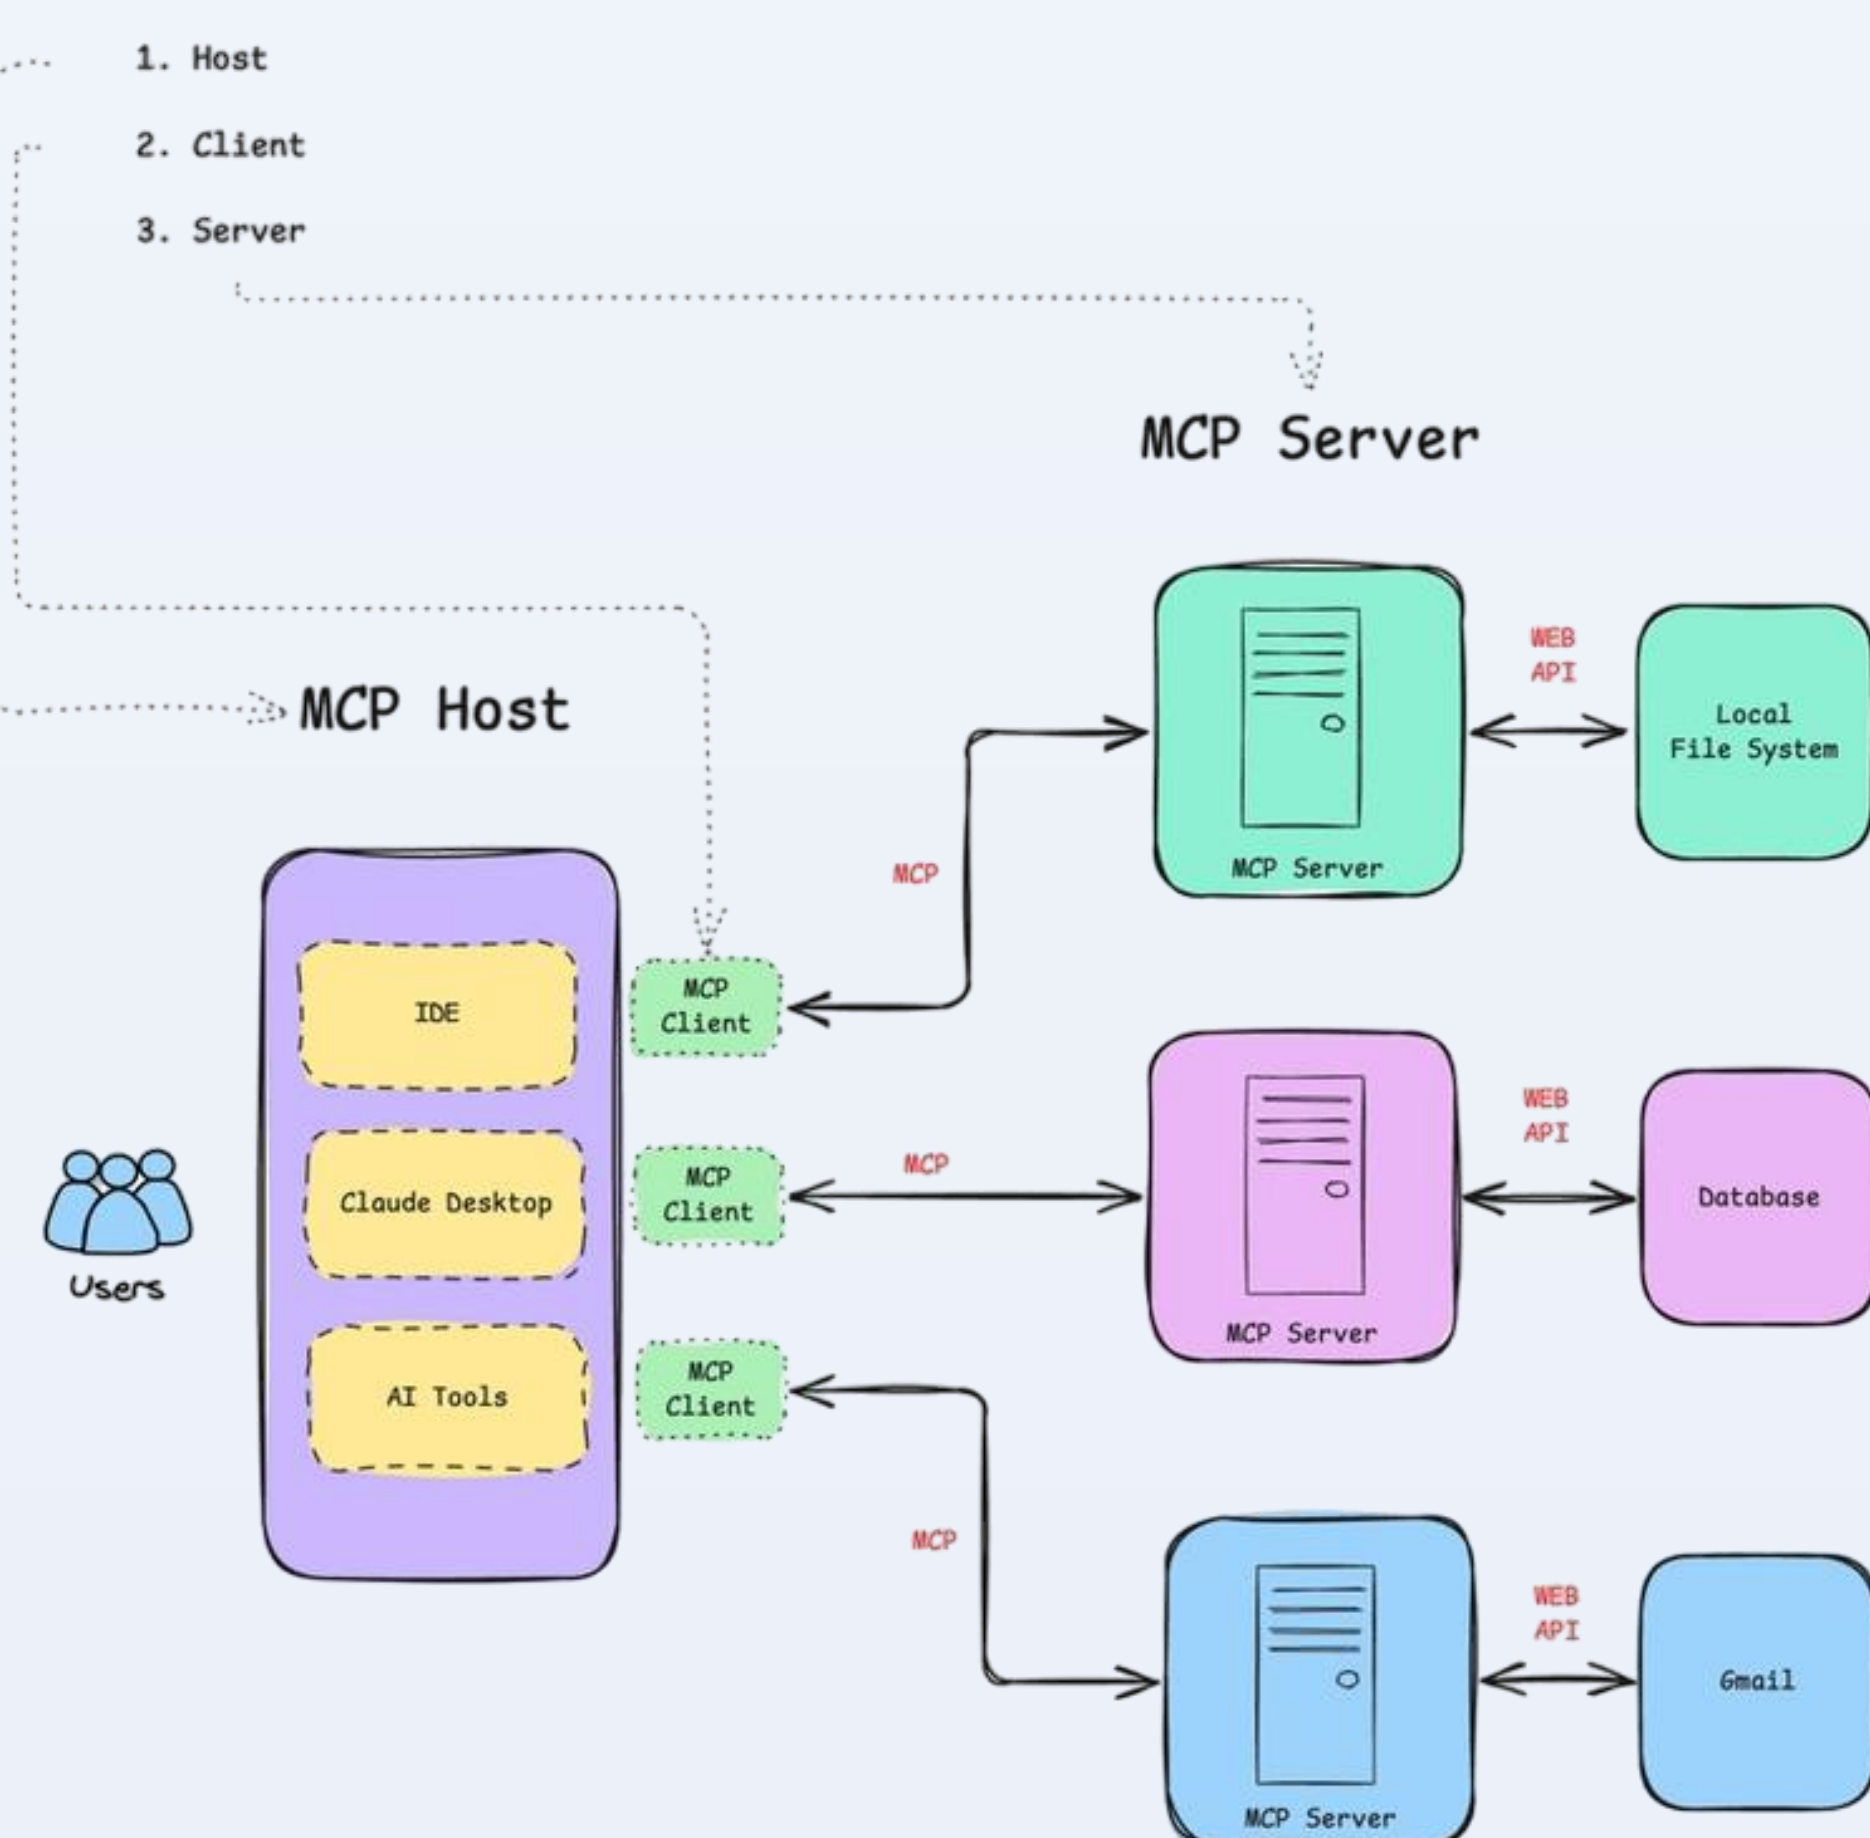 1. Host
2. Client
3. Server
MCP Server
MCP Host
WEB
API
Local
File System
MCP
MCP Server
IDE
MCP
Client
Users
Claude Desktop
MCP
Client
MCP
MCP Server
WEB
API
Database
AI Tools
MCP
Client
MCP
MCP Server
WEB
API
Gmail